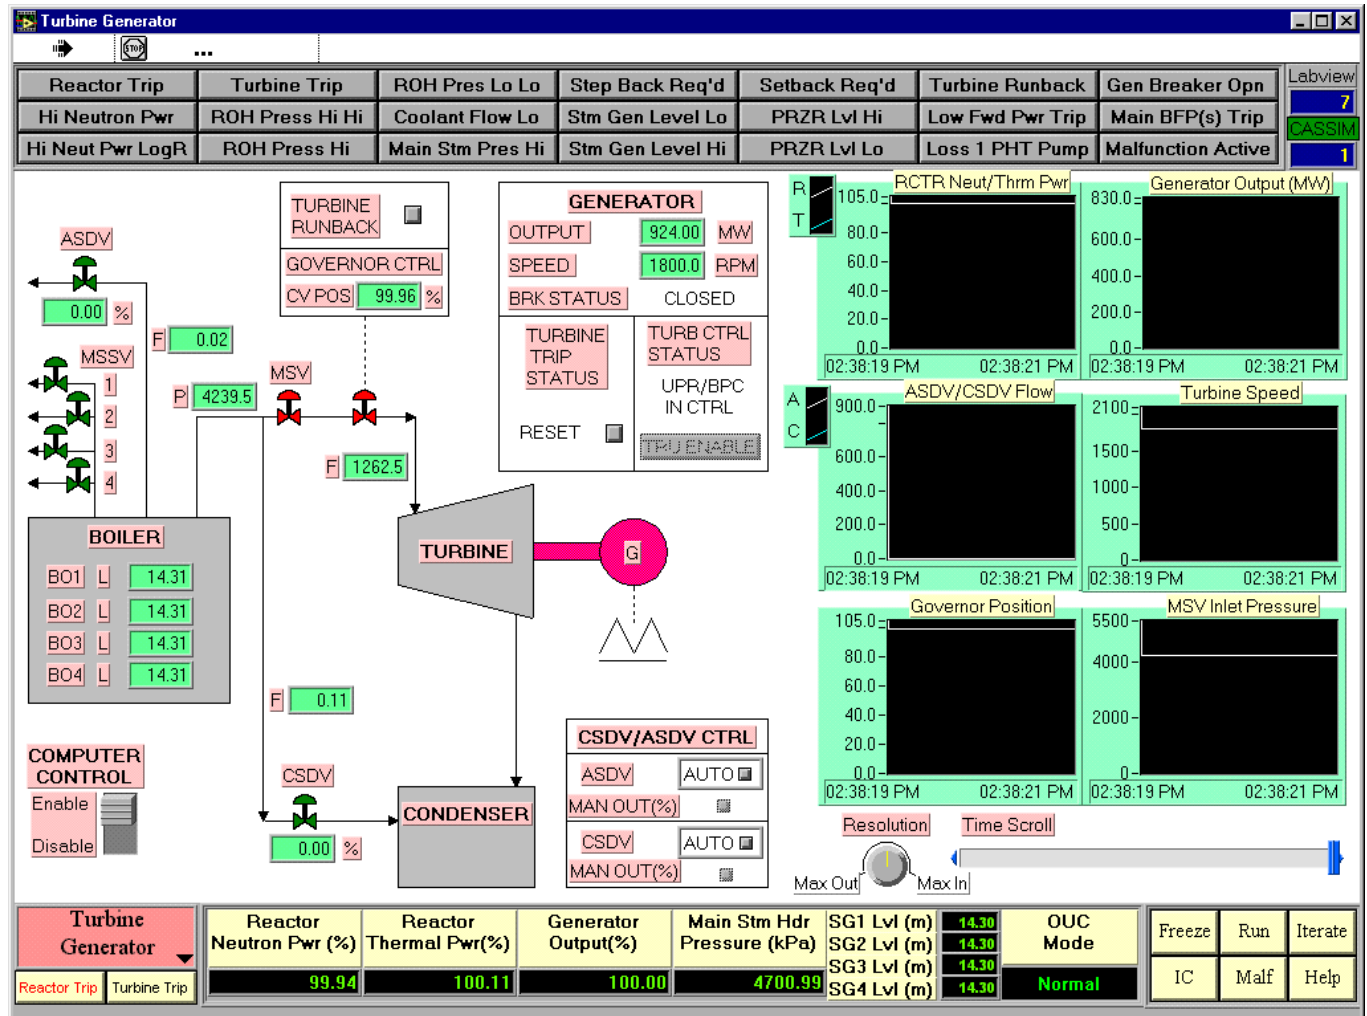 Turbine Generator
STOP
...
Reactor Trip Turbine Trip ROH Pres Lo Lo Step Back Req'd Setback Req'd Turbine Runback Gen Breaker Opn
Hi Neutron Pwr ROH Press Hi Hi Coolant Flow Lo Stm Gen Level Lo PRZR Lvl Hi Low Fwd Pwr Trip Main BFP(s) Trip
Hi Neut Pwr LogR ROH Press Hi Main Stm Pres Hi Stm Gen Level Hi PRZR Lvl Lo Loss 1 PHT Pump Malfunction Active
Labview
7
CASSIM
1
ASDV
0.00 %
F 0.02
MSSV
1
2
3
4
P 4239.5
MSV
TURBINE
RUNBACK
GOVERNOR CTRL
CV POS 99.96 %
F 1262.5
GENERATOR
OUTPUT 924.00 MW
SPEED 1800.0 RPM
BRK STATUS CLOSED
TURBINE
TRIP
STATUS
RESET
TURB CTRL
STATUS
UPR/BPC
IN CTRL
TRU ENABLE
BOILER
BO1 L 14.31
BO2 L 14.31
BO3 L 14.31
BO4 L 14.31
TURBINE
G
F 0.11
COMPUTER
CONTROL
Enable
Disable
CSDV
0.00 %
CONDENSER
CSDV/ASDV CTRL
ASDV AUTO
MAN OUT(%)
CSDV AUTO
MAN OUT(%)
R
T
RCTR Neut/Thrm Pwr
105.0
80.0
60.0
40.0
20.0
0.0
02:38:19 PM 02:38:21 PM
Generator Output (MW)
830.0
600.0
400.0
200.0
0.0
02:38:19 PM 02:38:21 PM
A
C
ASDV/CSDV Flow
900.0
600.0
400.0
200.0
0.0
02:38:19 PM 02:38:21 PM
Turbine Speed
2100
1500
1000
500
0
02:38:19 PM 02:38:21 PM
Governor Position
105.0
80.0
60.0
40.0
20.0
0.0
02:38:19 PM 02:38:21 PM
MSV Inlet Pressure
5500
4000
2000
0
02:38:19 PM 02:38:21 PM
Resolution
Max Out Max In
Time Scroll
Turbine
Generator
Reactor Trip Turbine Trip
Reactor
Neutron Pwr (%)
99.94
Reactor
Thermal Pwr(%)
100.11
Generator
Output(%)
100.00
Main Stm Hdr
Pressure (kPa)
4700.99
SG1 Lvl (m) 14.30
SG2 Lvl (m) 14.30
SG3 Lvl (m) 14.30
SG4 Lvl (m) 14.30
OUC
Mode
Normal
Freeze Run Iterate
IC Malf Help